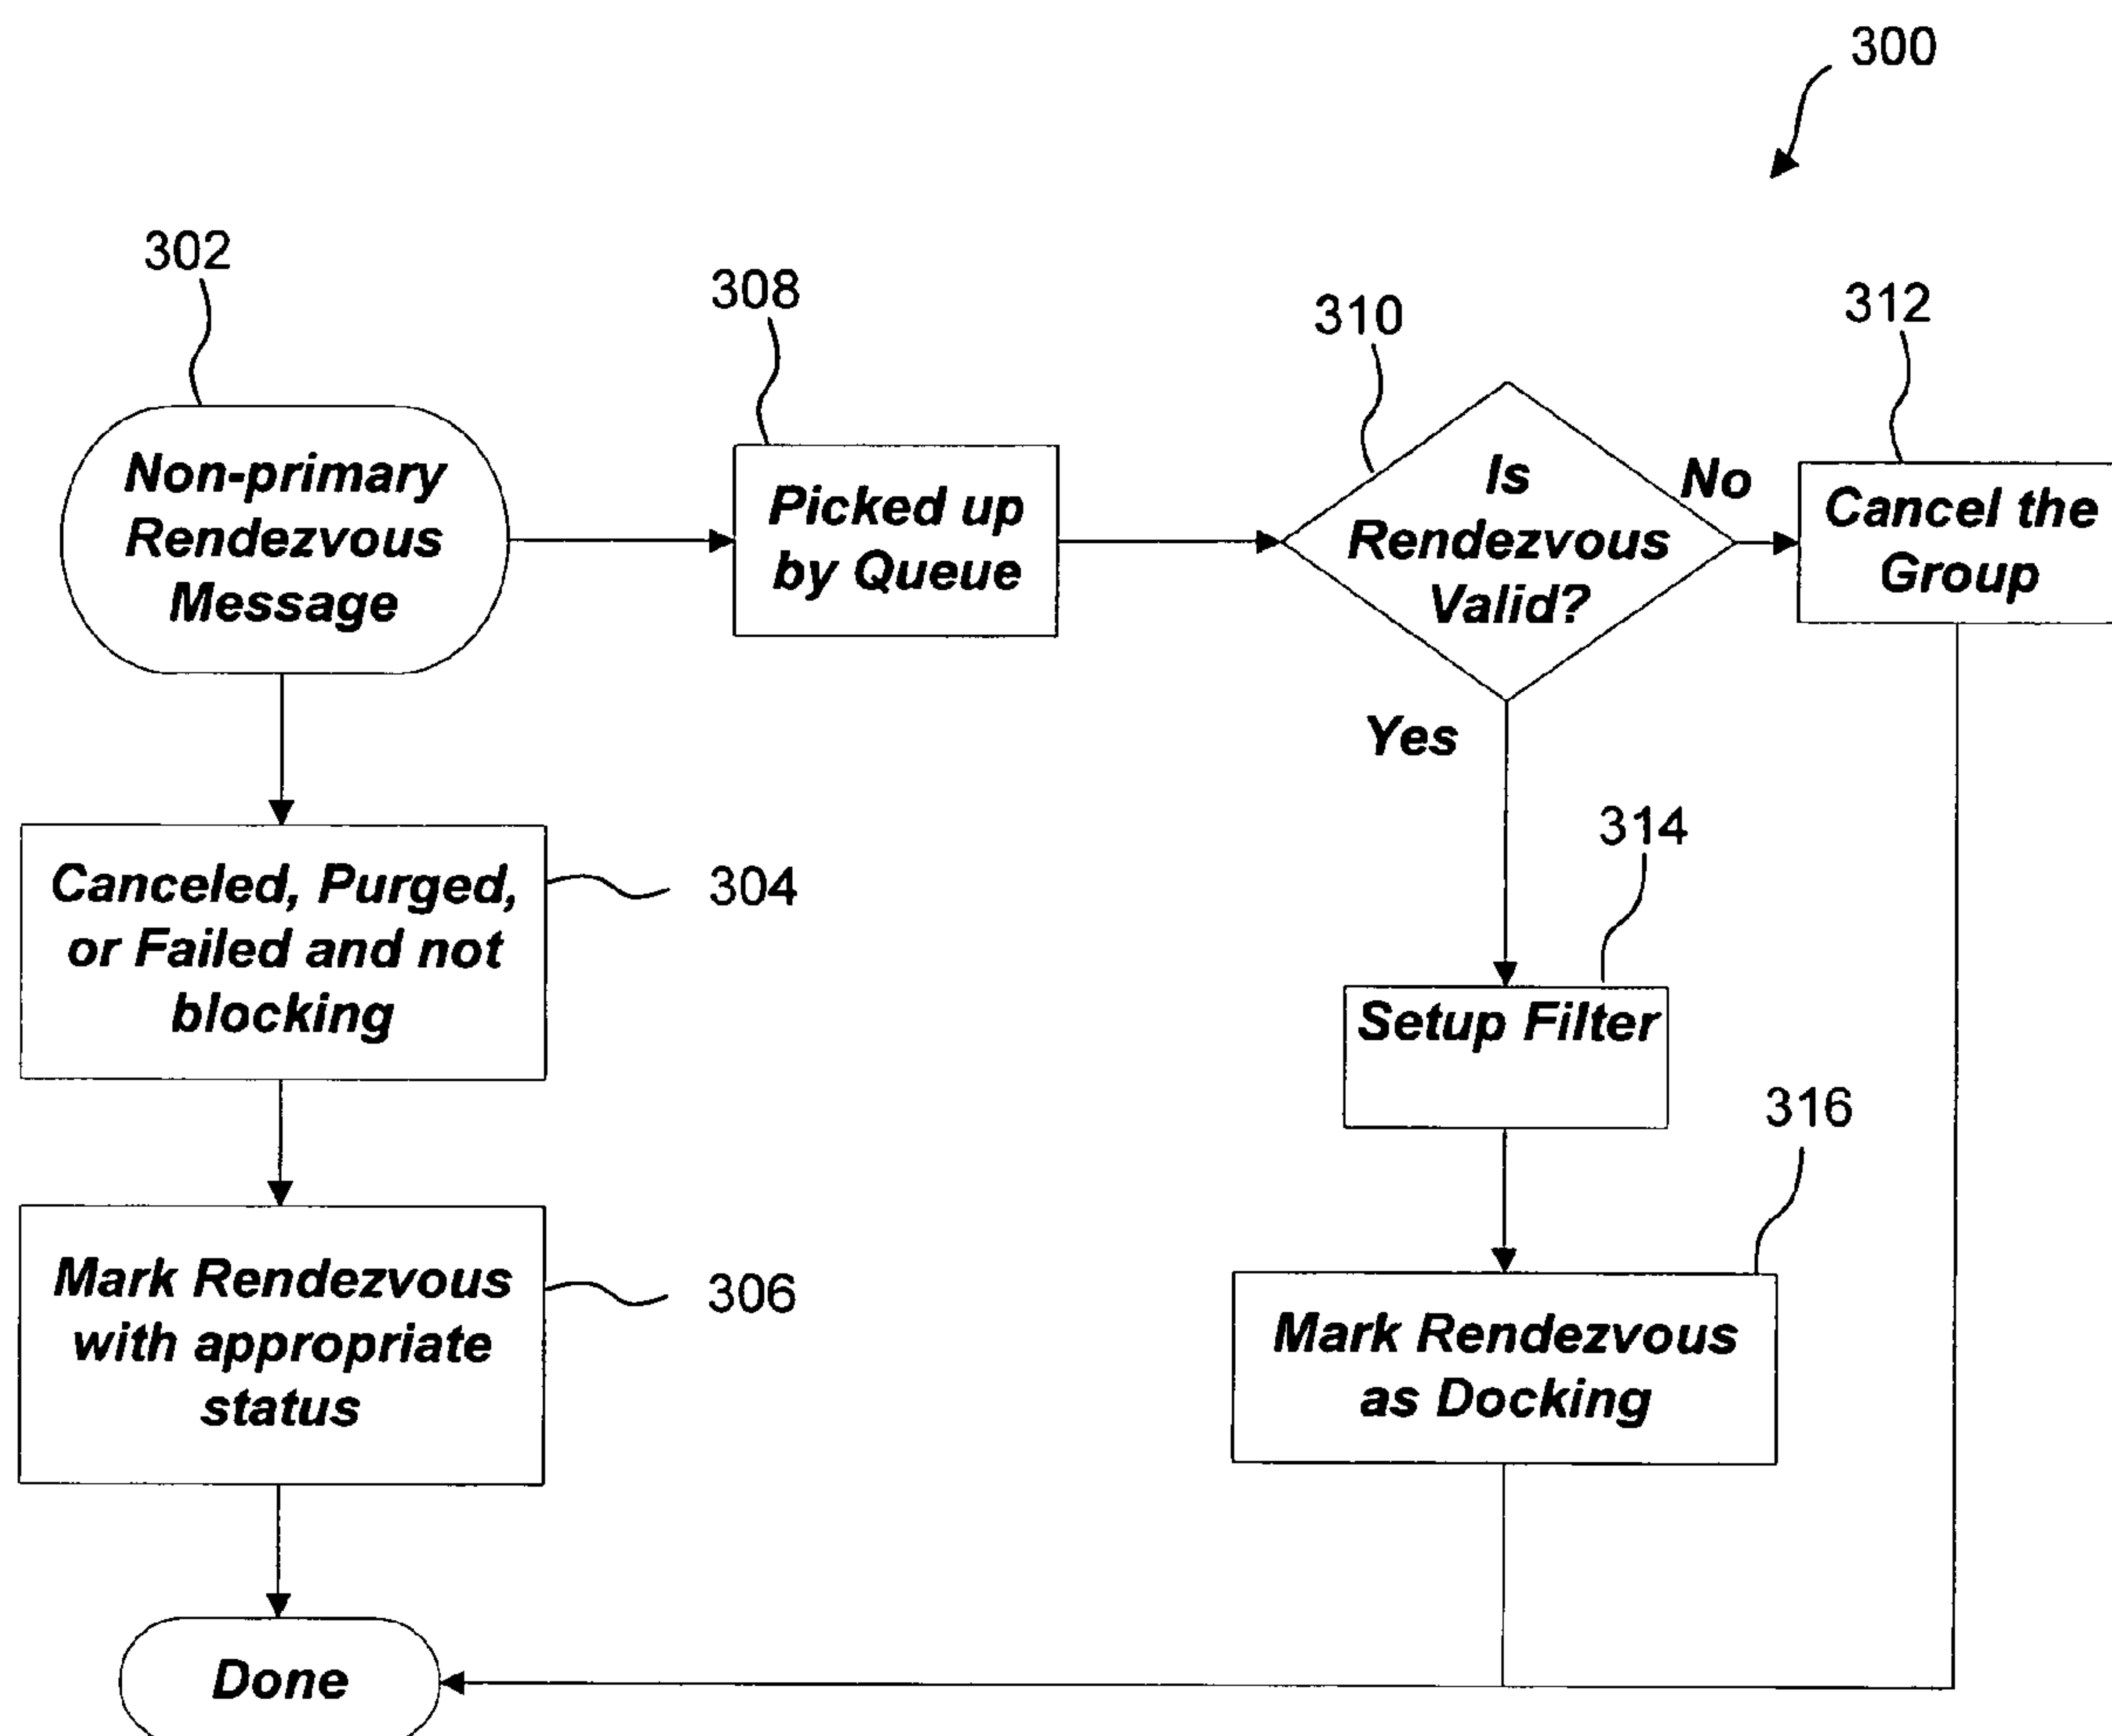 300
302
308
310
312
Non-primary
Rendezvous
Message
Picked up
by Queue
Is
Rendezvous
Valid?
No
Cancel the
Group
Yes
314
Canceled, Purged,
or Failed and not
blocking
304
Setup Filter
316
Mark Rendezvous
with appropriate
status
306
Mark Rendezvous
as Docking
Done